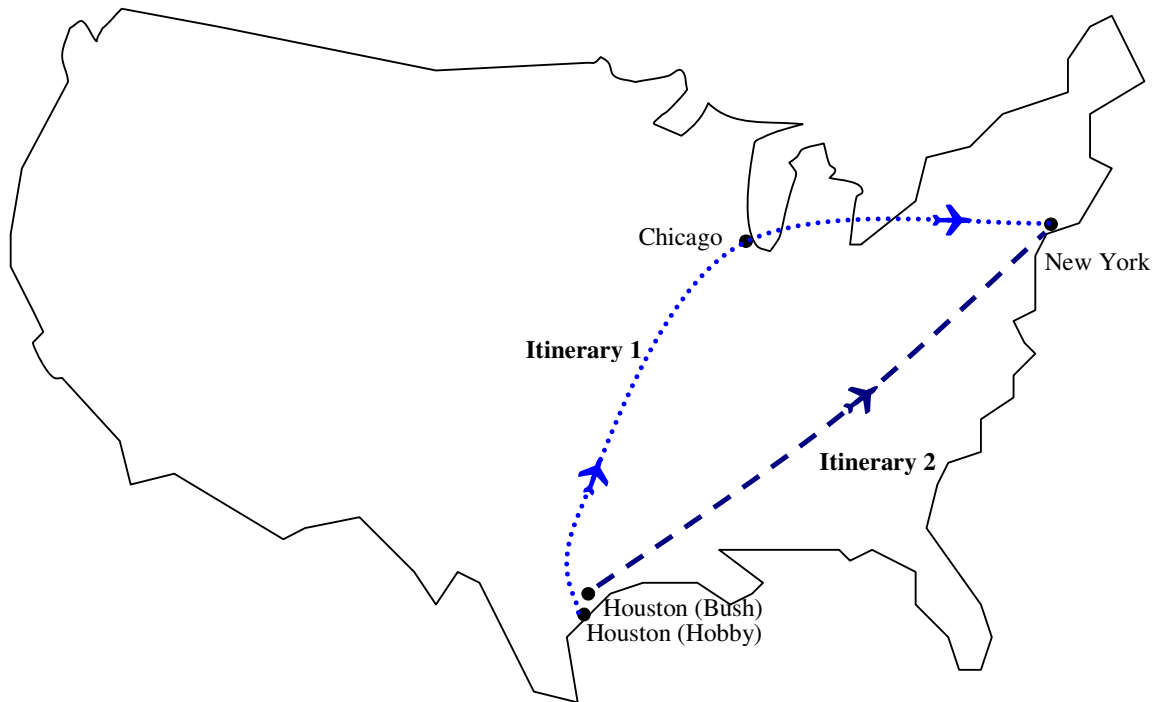 Chicago
New York
Itinerary 1
Itinerary 2
Houston (Bush)
Houston (Hobby)